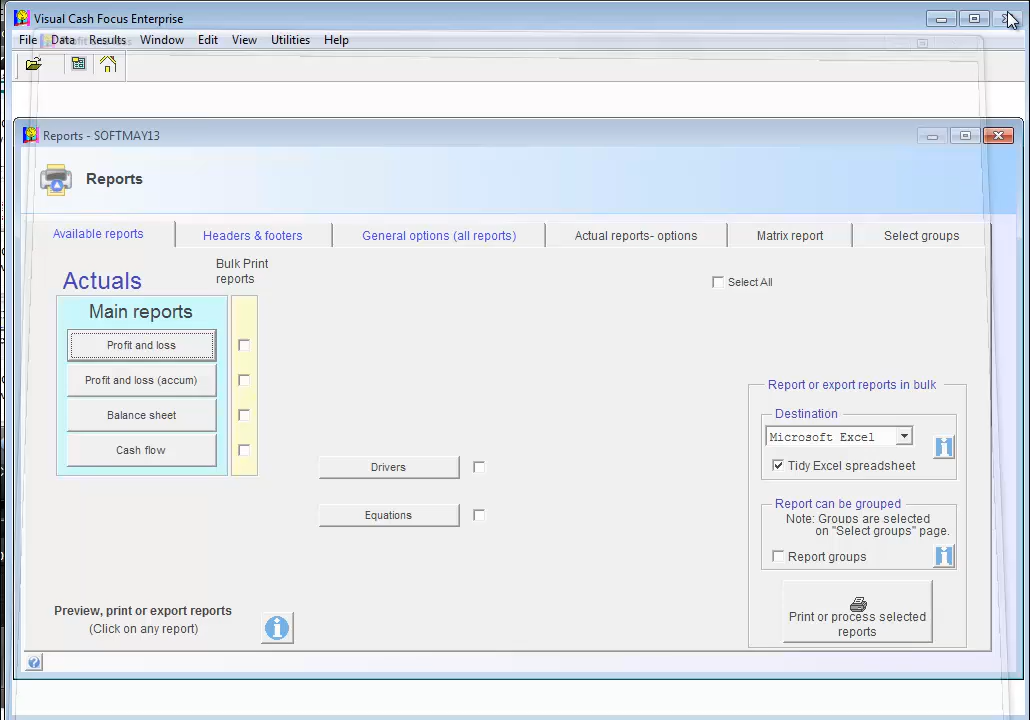 Visual Cash Focus Enterprise
File Data Results Window Edit View Utilities Help
Reports - SOFTMAY13
Reports
Available reports
Headers & footers
General options (all reports)
Actual reports- options
Matrix report
Select groups
Bulk Print
reports
Actuals
Select All
Main reports
Profit and loss
Profit and loss (accum)
Balance sheet
Cash flow
Drivers
Equations
Report or export reports in bulk
Destination
Microsoft Excel
Tidy Excel spreadsheet
Report can be grouped
Note: Groups are selected
on "Select groups" page.
Report groups
Print or process selected
reports
Preview, print or export reports
(Click on any report)